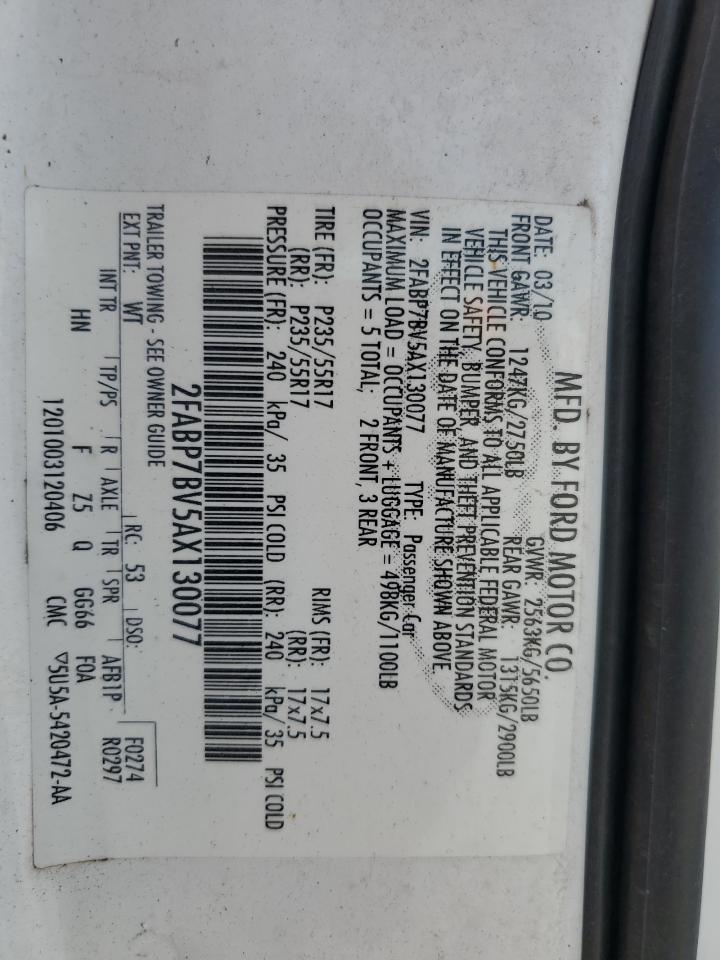 MFD. BY FORD MOTOR CO.
DATE: 03/10 GVWR: 2563KG/5650LB
FRONT GAWR: 1247KG/2750LB REAR GAWR: 1315KG/2900LB
THIS VEHICLE CONFORMS TO ALL APPLICABLE FEDERAL MOTOR
VEHICLE SAFETY, BUMPER, AND THEFT PREVENTION STANDARDS
IN EFFECT ON THE DATE OF MANUFACTURE SHOWN ABOVE.
VIN: 2FABP7BV5AX130077 TYPE: Passenger Car
MAXIMUM LOAD = OCCUPANTS + LUGGAGE = 498KG/1100LB
OCCUPANTS = 5 TOTAL; 2 FRONT, 3 REAR
TIRE (FR): P235/55R17 RIMS (FR): 17x7.5
(RR): P235/55R17 (RR): 17x7.5
PRESSURE (FR): 240 kPa/ 35 PSI COLD (RR): 240 kPa/35 PSI COLD
2FABP7BV5AX130077
TRAILER TOWING - SEE OWNER GUIDE
EXT PNT: WT RC: 53 DSO: F0274
INT TR TP/PS R AXLE TR SPR AFB1P R0297
HN F Z5 Q GG66 F0A
1201003120406 CMC ▽5U5A-5420472-AA